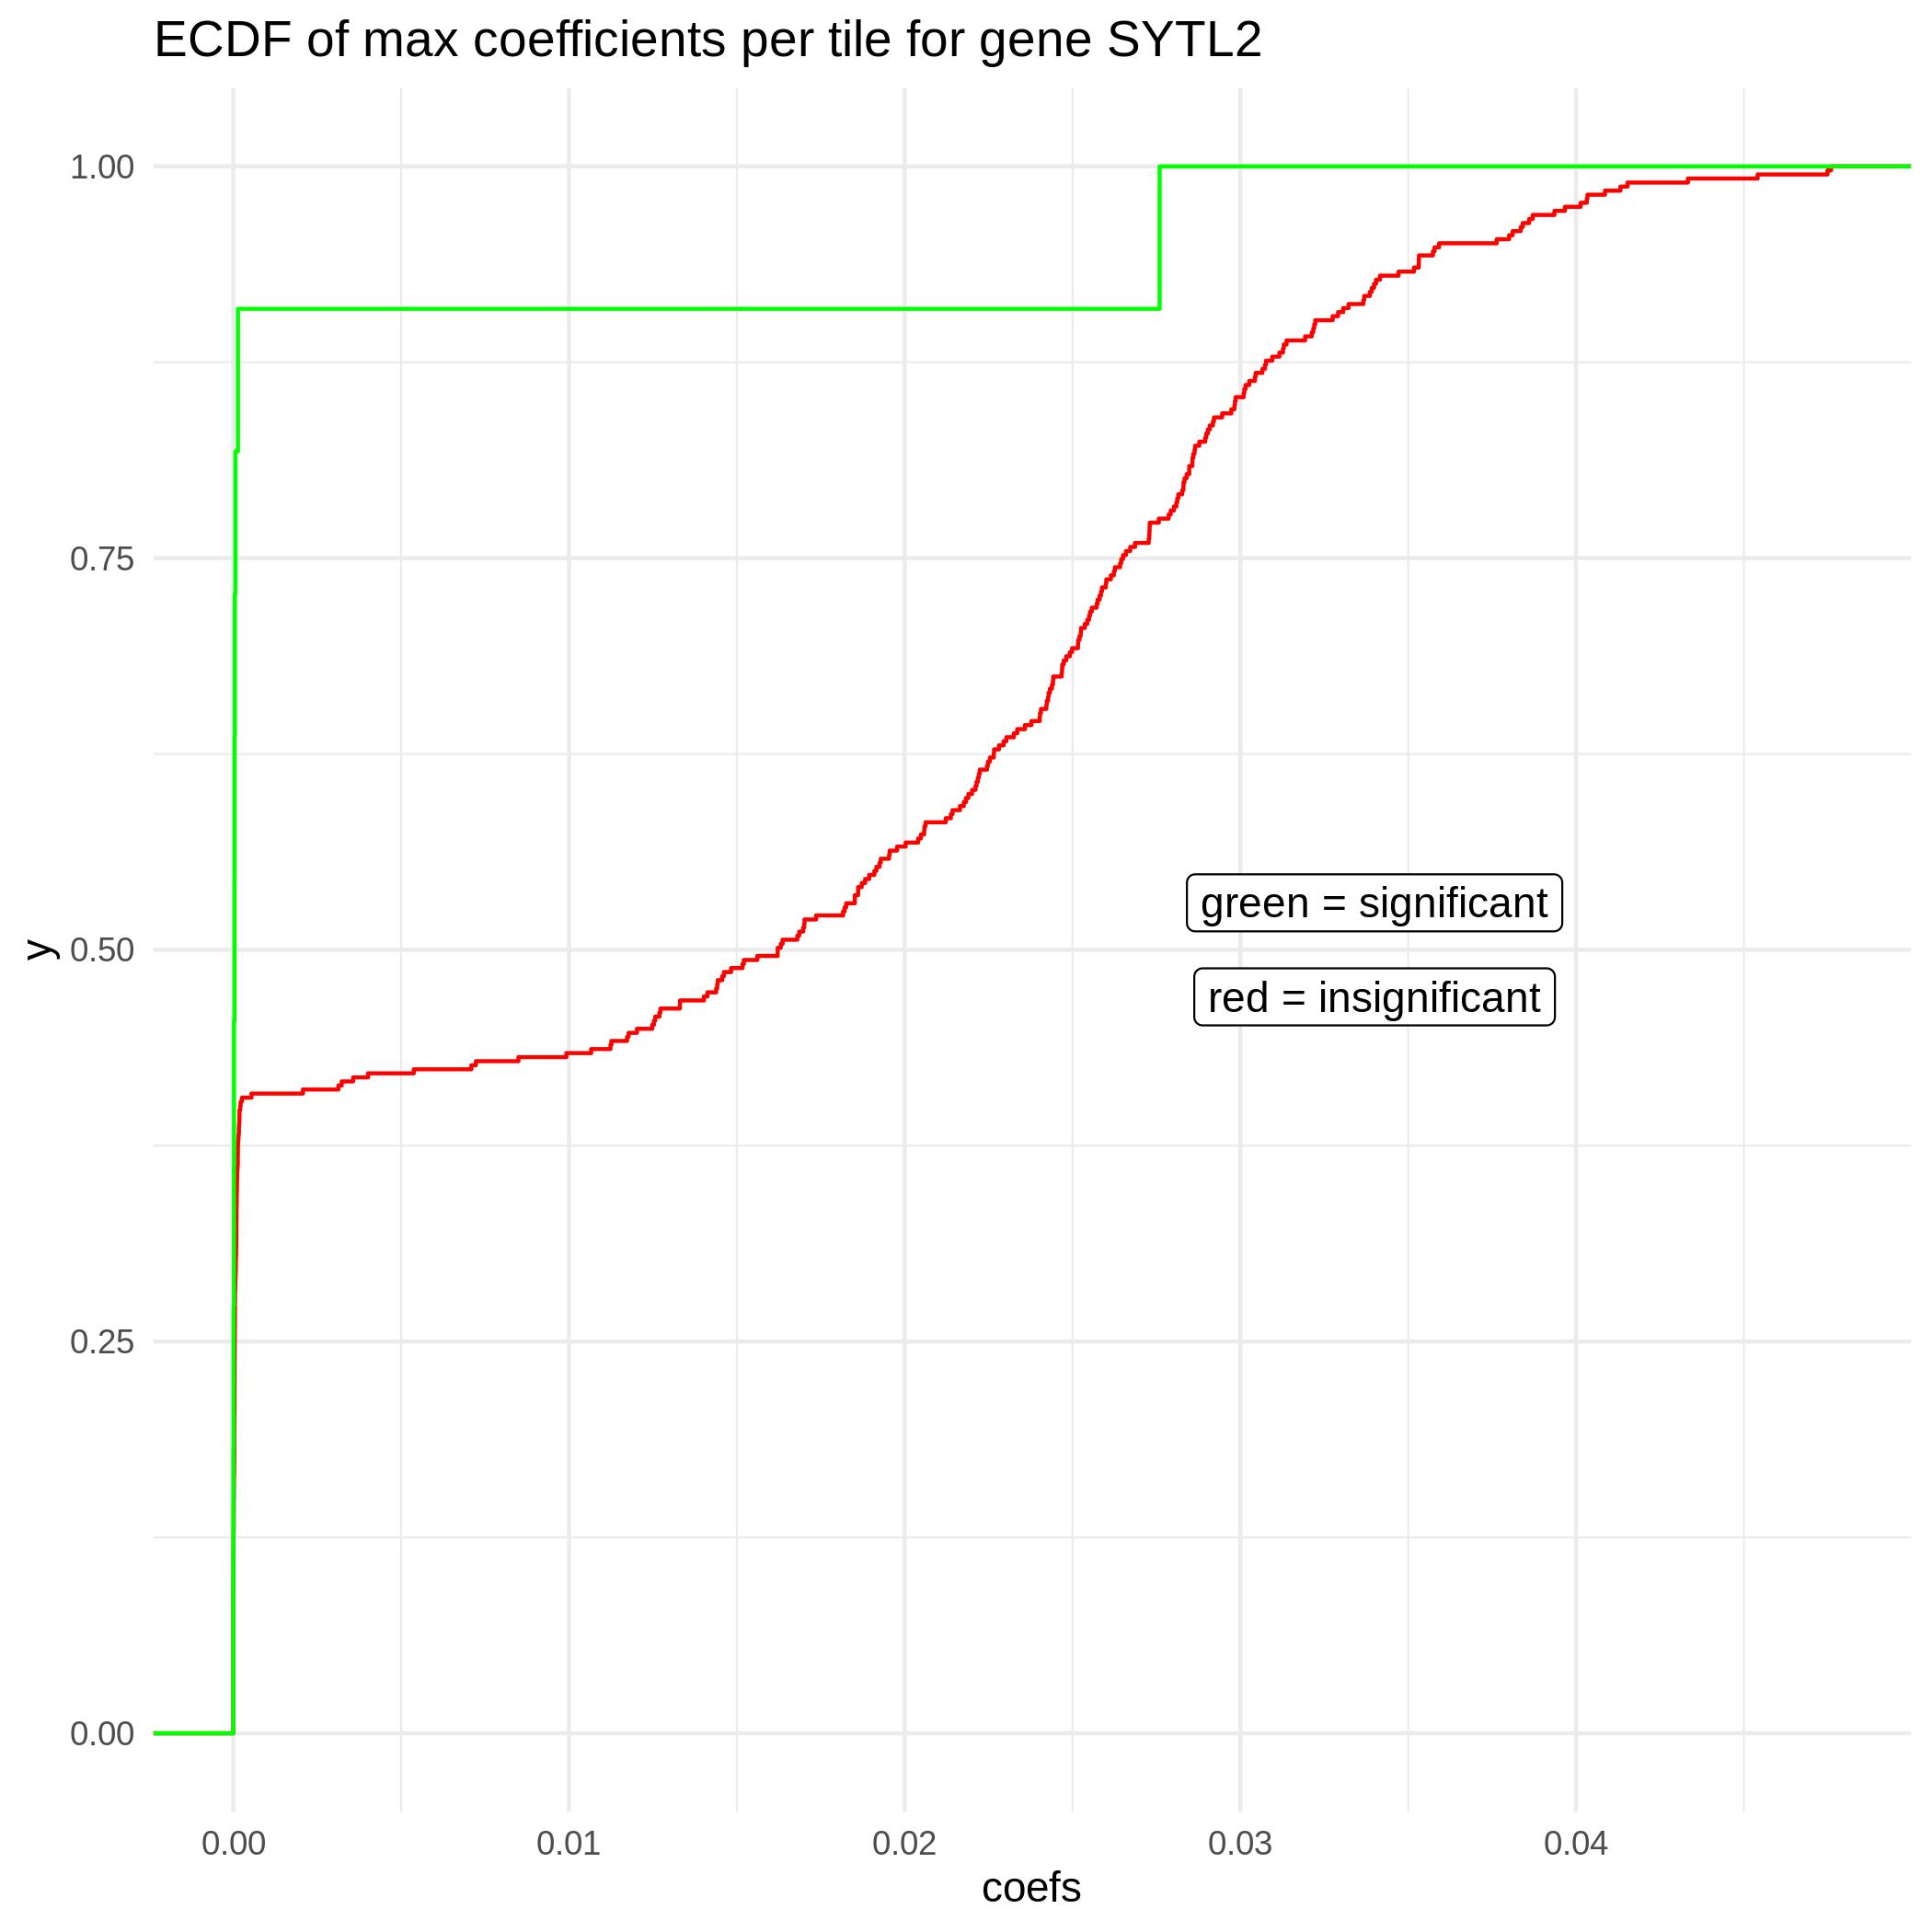 ECDF of max coefficients per tile for gene SYTL2
1.00
0.75
y
0.50
0.25
0.00
green = significant
red = insignificant
0.00 0.01 0.02 0.03 0.04
coefs